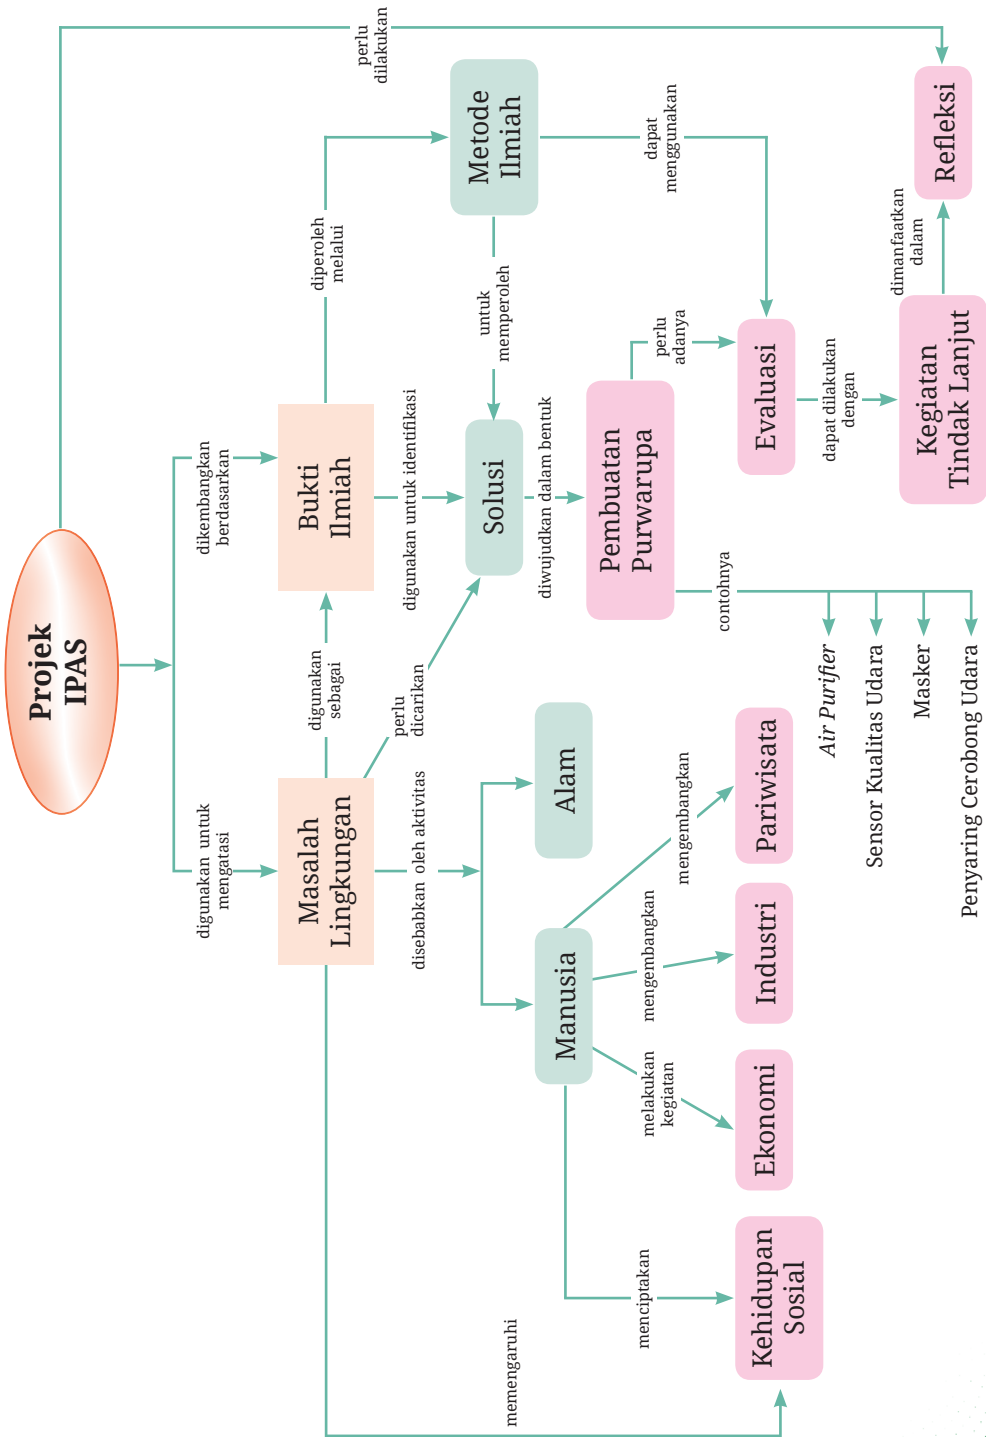 Projek
IPAS
perlu
dilakukan
digunakan untuk
mengatasi
dikembangkan
berdasarkan
Masalah
Lingkungan
digunakan
sebagai
Bukti
Ilmiah
diperoleh
melalui
Metode
Ilmiah
disebabkan oleh aktivitas
perlu
dicarikan
digunakan untuk identifikasi
untuk
memperoleh
dapat
menggunakan
Solusi
diwujudkan dalam bentuk
Manusia
Alam
Pembuatan
Purwarupa
perlu
adanya
memengaruhi
menciptakan
melakukan
kegiatan
mengembangkan
mengembangkan
contohnya
Kehidupan
Sosial
Ekonomi
Industri
Pariwisata
Evaluasi
dapat dilakukan
dengan
Air Purifier
Sensor Kualitas Udara
Masker
Penyaring Cerobong Udara
Kegiatan
Tindak Lanjut
dimanfaatkan
dalam
Refleksi